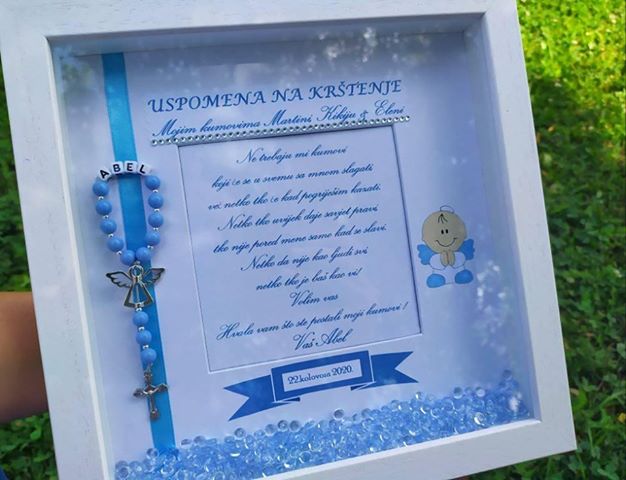 USPOMENA NA KRŠTENJE
Mojim kumovima Martini, Kikiju & Eleni
ABEL
Ne trebaju mi kumovi
koji će se u svemu sa mnom slagati,
već netko tko će kad pogriješim karati.
Netko tko uvijek daje savjet pravi,
tko nije pored mene samo kad se slavi.
Netko da nije kao ljudi svi
netko tko je baš kao vi!
Volim vas
Hvala vam što ste postali moji kumovi !
Vaš Abel
22.kolovoza 2020.